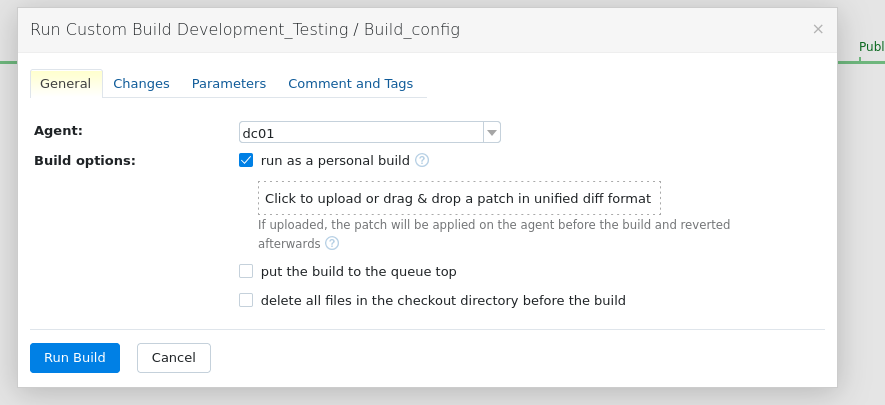 Run Custom Build Development_Testing / Build_config
×
Publ
General Changes Parameters Comment and Tags
Agent: dc01
Build options: run as a personal build ?
Click to upload or drag & drop a patch in unified diff format
If uploaded, the patch will be applied on the agent before the build and reverted
afterwards ?
put the build to the queue top
delete all files in the checkout directory before the build
Run Build Cancel